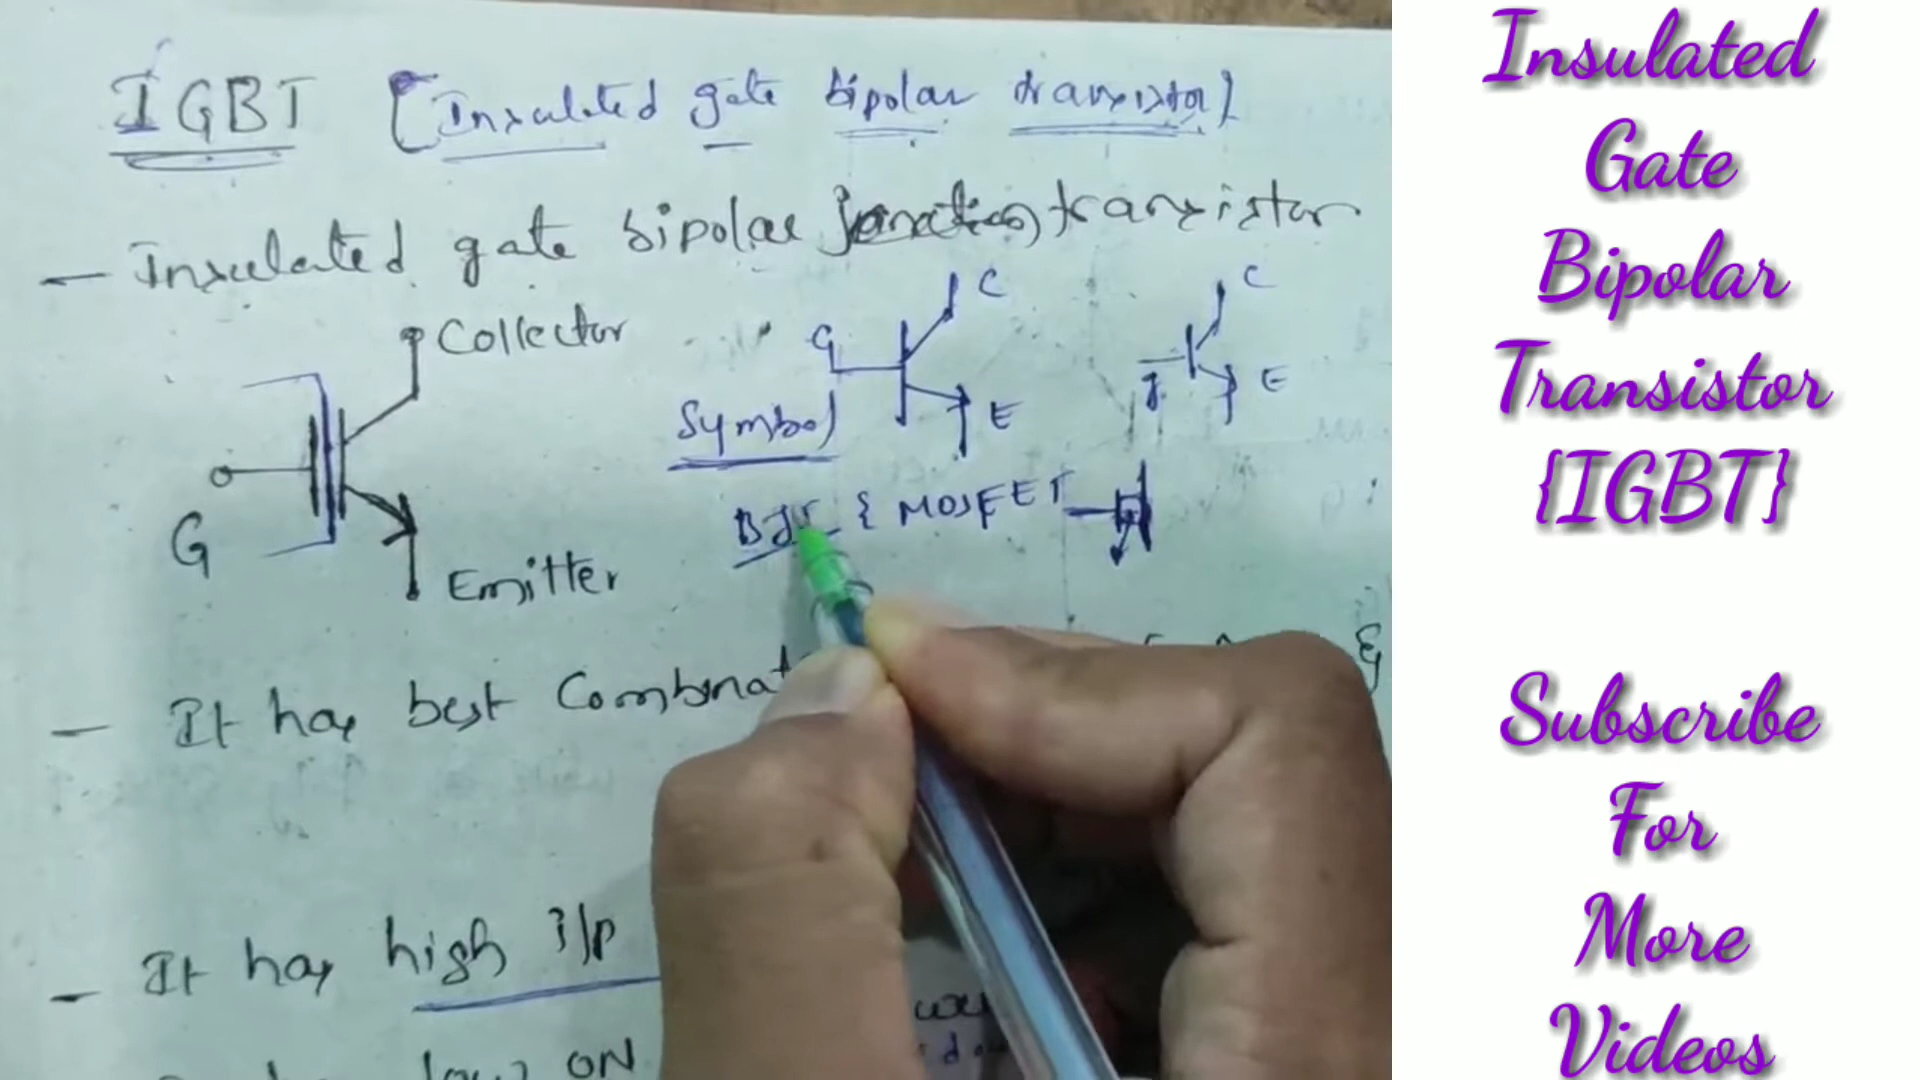 IGBT [Insulated gate bipolar transistor]
- Insulated gate bipolar junction transistor
Collector
G
Emitter
G C E
Symbol
C E
BJT { MOSFET
- It has best
- It has high i/p
low ON
Insulated
Gate
Bipolar
Transistor
{IGBT}
Subscribe
For
More
Videos